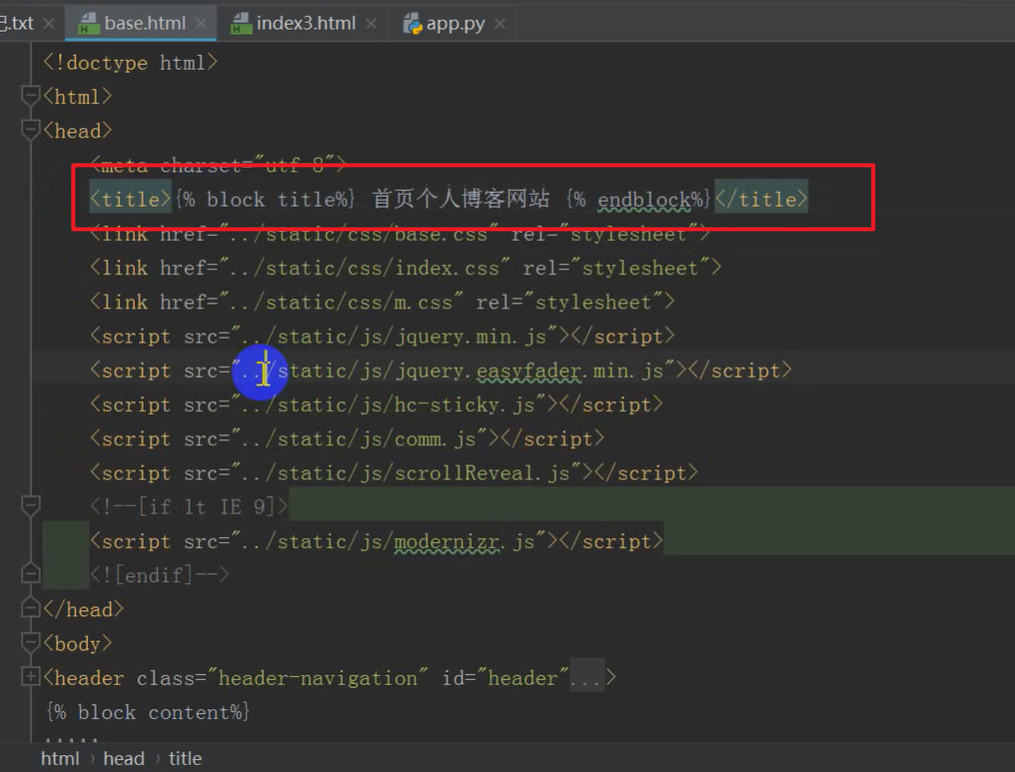 .txt base.html index3.html app.py
<!doctype html>
<html>
<head>
<meta charset="utf-8">
<title>{% block title%} 首页个人博客网站 {% endblock%}</title>
<link href="../static/css/base.css" rel="stylesheet">
<link href="../static/css/index.css" rel="stylesheet">
<link href="../static/css/m.css" rel="stylesheet">
<script src="../static/js/jquery.min.js"></script>
<script src="../static/js/jquery.easyfader.min.js"></script>
<script src="../static/js/hc-sticky.js"></script>
<script src="../static/js/comm.js"></script>
<script src="../static/js/scrollReveal.js"></script>
<!--[if lt IE 9]>
<script src="../static/js/modernizr.js"></script>
<![endif]-->
</head>
<body>
<header class="header-navigation" id="header"...>
{% block content%}
html › head › title